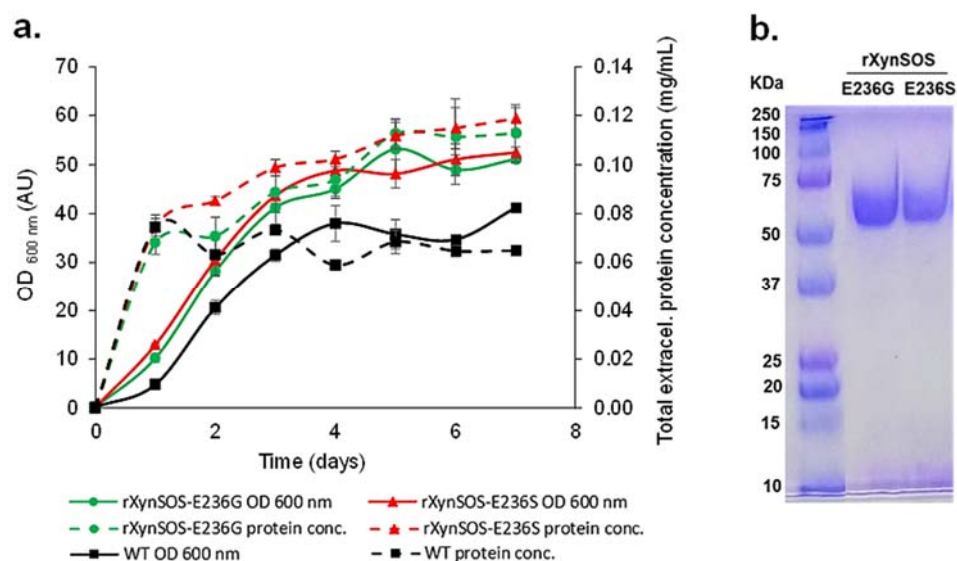 a.
70
60
50
40
30
20
10
0
OD 600 nm (AU)
0.14
0.12
0.10
0.08
0.06
0.04
0.02
0.00
Total extracel. protein concentration (mg/mL)
0 2 4 6 8
Time (days)
rXynSOS-E236G OD 600 nm
rXynSOS-E236S OD 600 nm
rXynSOS-E236G protein conc.
rXynSOS-E236S protein conc.
WT OD 600 nm
WT protein conc.
b.
rXynSOS
KDa E236G E236S
250
150
100
75
50
37
25
20
15
10